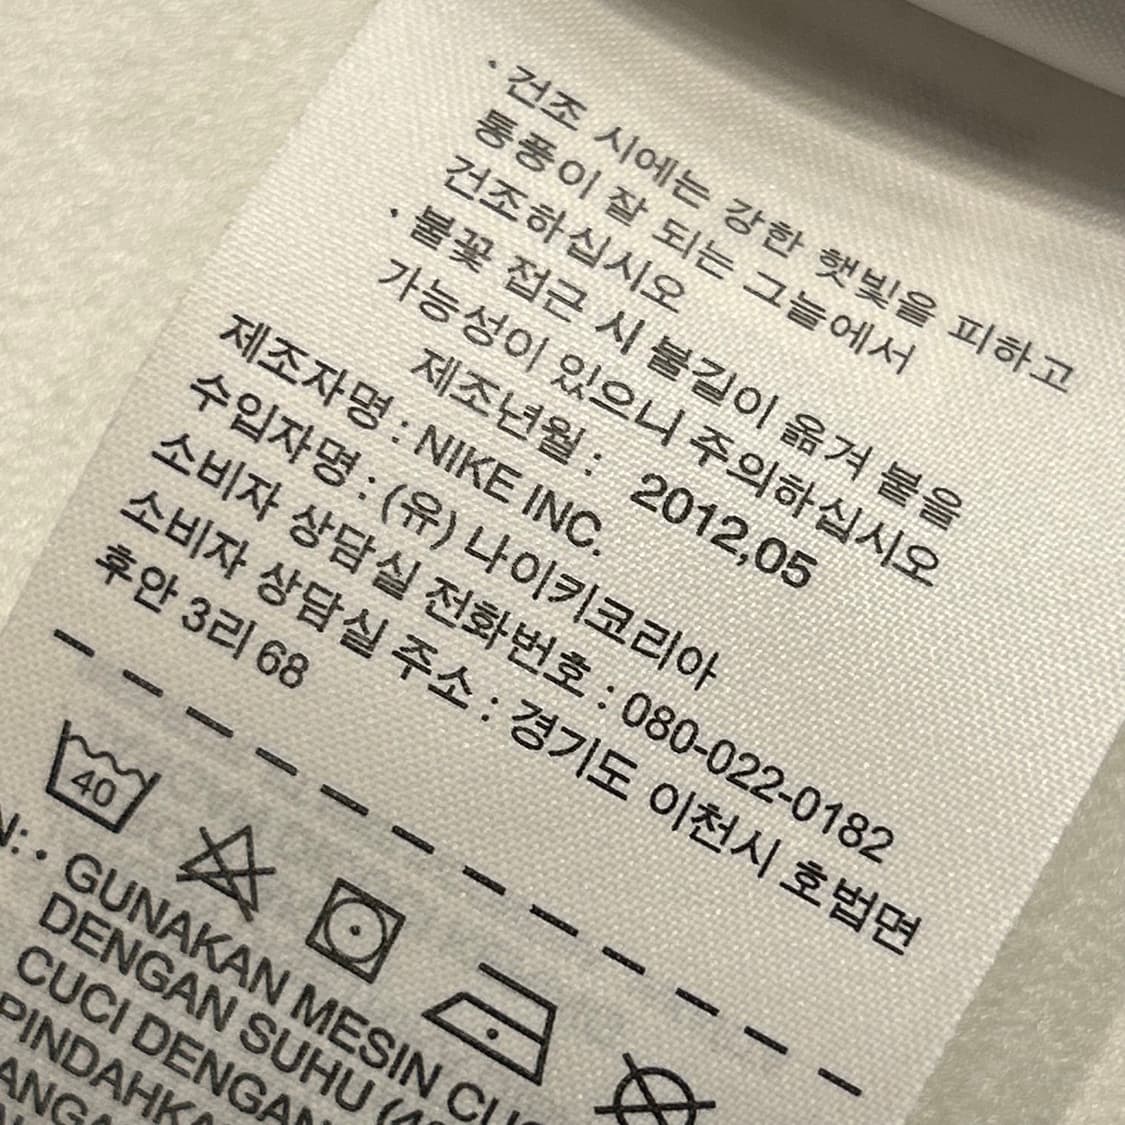 · 건조 시에는 강한 햇빛을 피하고
통풍이 잘 되는 그늘에서
건조하십시오
· 불꽃 접근 시 불길이 옮겨 붙을
가능성이 있으니 주의하십시오
제조년월 : 2012,05
제조자명 : NIKE INC.
수입자명 : (유) 나이키코리아
소비자 상담실 전화번호 : 080-022-0182
소비자 상담실 주소 : 경기도 이천시 호법면
후안 3리 68
40
N: · GUNAKAN MESIN
DENGAN SUHU
CUCI DENGAN